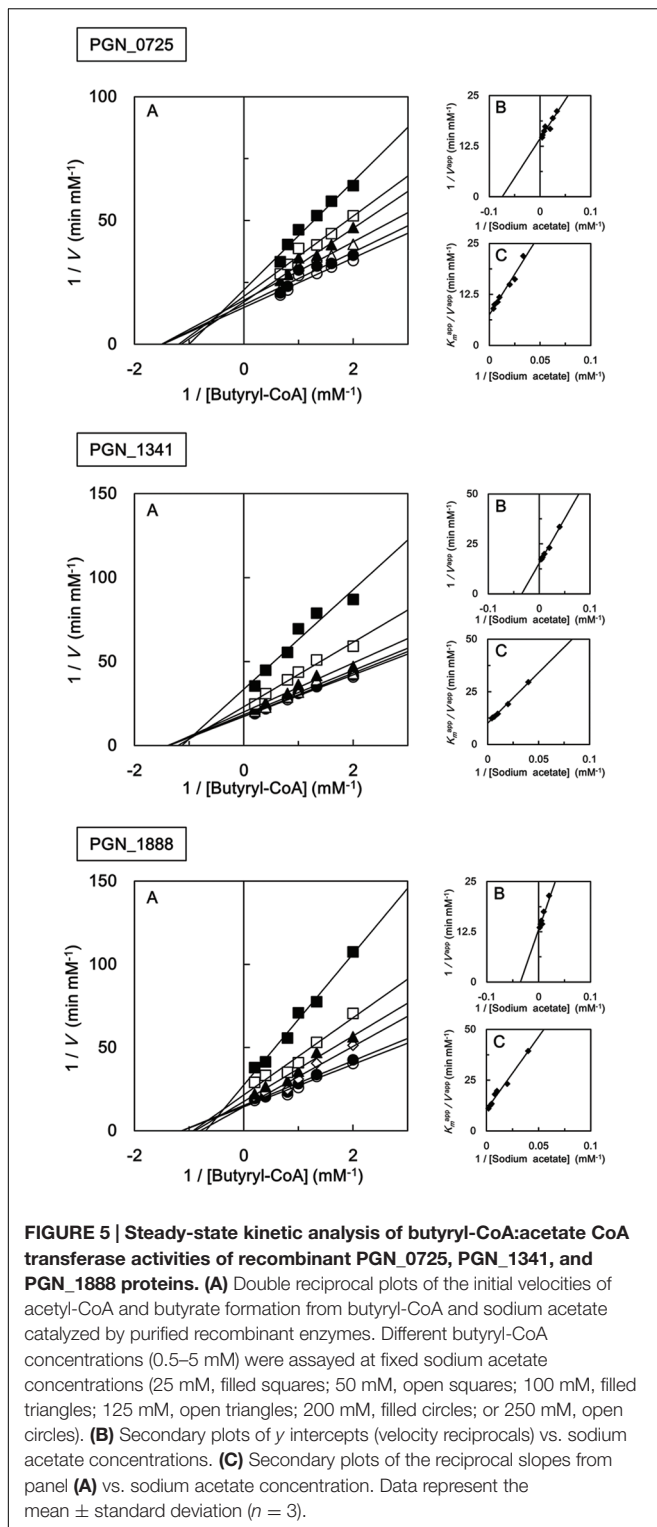 PGN_0725
100
A
50
0
-2
0
2
1 / V (min mM-1)
1 / [Butyryl-CoA] (mM-1)
25
B
12.5
0
-0.1
0
0.1
1 / Vapp (min mM-1)
1 / [Sodium acetate] (mM-1)
25
C
12.5
0
0
0.05
0.1
Kmapp / Vapp (min mM-1)
1 / [Sodium acetate] (mM-1)
PGN_1341
150
A
100
50
0
-2
0
2
1 / V (min mM-1)
1 / [Butyryl-CoA] (mM-1)
50
B
25
0
-0.1
0
0.1
1 / Vapp (min mM-1)
1 / [Sodium acetate] (mM-1)
50
C
25
0
0
0.05
0.1
Kmapp / Vapp (min mM-1)
1 / [Sodium acetate] (mM-1)
PGN_1888
150
A
100
50
0
-2
0
2
1 / V (min mM-1)
1 / [Butyryl-CoA] (mM-1)
25
B
12.5
0
-0.1
0
0.1
1 / Vapp (min mM-1)
1 / [Sodium acetate] (mM-1)
50
C
25
0
0
0.05
0.1
Kmapp / Vapp (min mM-1)
1 / [Sodium acetate] (mM-1)
FIGURE 5 | Steady-state kinetic analysis of butyryl-CoA:acetate CoA
transferase activities of recombinant PGN_0725, PGN_1341, and
PGN_1888 proteins. (A) Double reciprocal plots of the initial velocities of
acetyl-CoA and butyrate formation from butyryl-CoA and sodium acetate
catalyzed by purified recombinant enzymes. Different butyryl-CoA
concentrations (0.5–5 mM) were assayed at fixed sodium acetate
concentrations (25 mM, filled squares; 50 mM, open squares; 100 mM, filled
triangles; 125 mM, open triangles; 200 mM, filled circles; or 250 mM, open
circles). (B) Secondary plots of y intercepts (velocity reciprocals) vs. sodium
acetate concentrations. (C) Secondary plots of the reciprocal slopes from
panel (A) vs. sodium acetate concentration. Data represent the
mean ± standard deviation (n = 3).